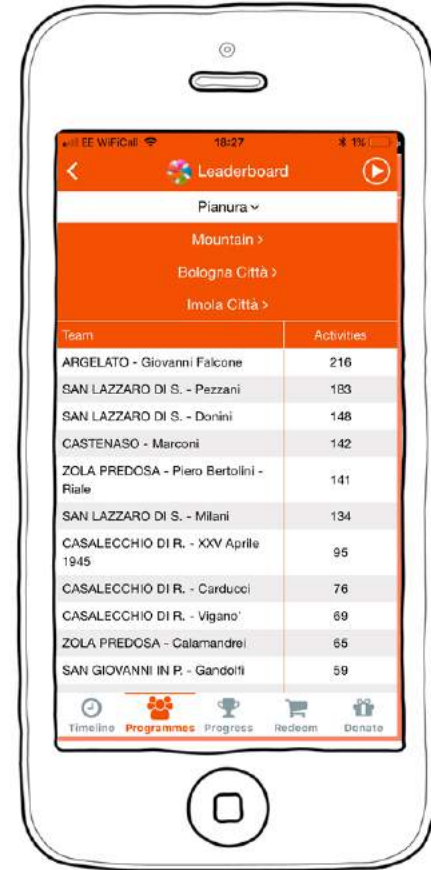 EE WiFiCall 18:27 1%
Leaderboard
Pianura
Mountain >
Bologna Città >
Imola Città >
Team Activities
ARGELATO - Giovanni Falcone 216
SAN LAZZARO DI S. - Pezzani 183
SAN LAZZARO DI S. - Donini 148
CASTENASO - Marconi 142
ZOLA PREDOSA - Piero Bertolini -
Riale 141
SAN LAZZARO DI S. - Milani 134
CASALECCHIO DI R. - XXV Aprile
1945 95
CASALECCHIO DI R. - Carducci 76
CASALECCHIO DI R. - Vigano' 69
ZOLA PREDOSA - Calamandrei 65
SAN GIOVANNI IN P. - Gandolfi 59
Timeline Programmes Progress Redeem Donate